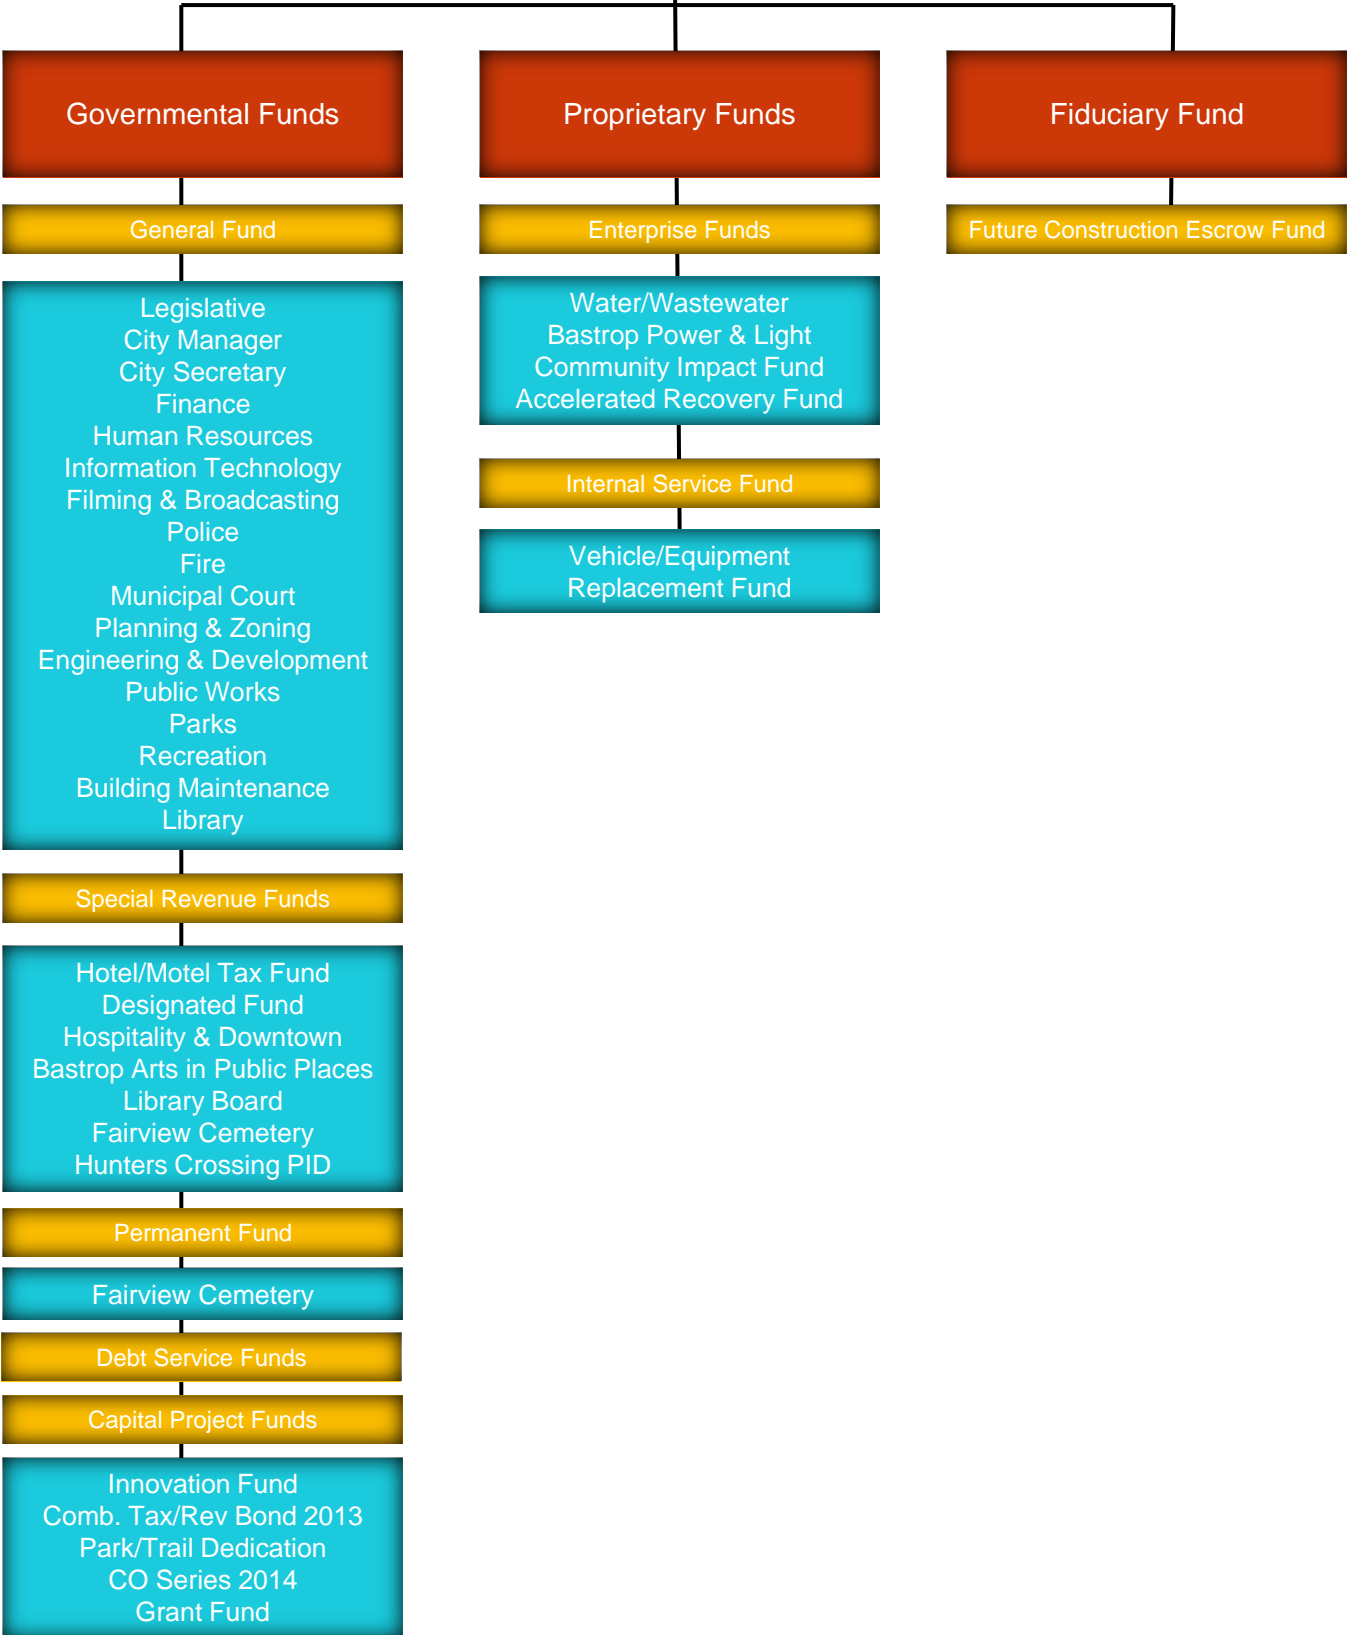 Governmental Funds
General Fund
Legislative
City Manager
City Secretary
Finance
Human Resources
Information Technology
Filming & Broadcasting
Police
Fire
Municipal Court
Planning & Zoning
Engineering & Development
Public Works
Parks
Recreation
Building Maintenance
Library
Special Revenue Funds
Hotel/Motel Tax Fund
Designated Fund
Hospitality & Downtown
Bastrop Arts in Public Places
Library Board
Fairview Cemetery
Hunters Crossing PID
Permanent Fund
Fairview Cemetery
Debt Service Funds
Capital Project Funds
Innovation Fund
Comb. Tax/Rev Bond 2013
Park/Trail Dedication
CO Series 2014
Grant Fund
Proprietary Funds
Enterprise Funds
Water/Wastewater
Bastrop Power & Light
Community Impact Fund
Accelerated Recovery Fund
Internal Service Fund
Vehicle/Equipment
Replacement Fund
Fiduciary Fund
Future Construction Escrow Fund